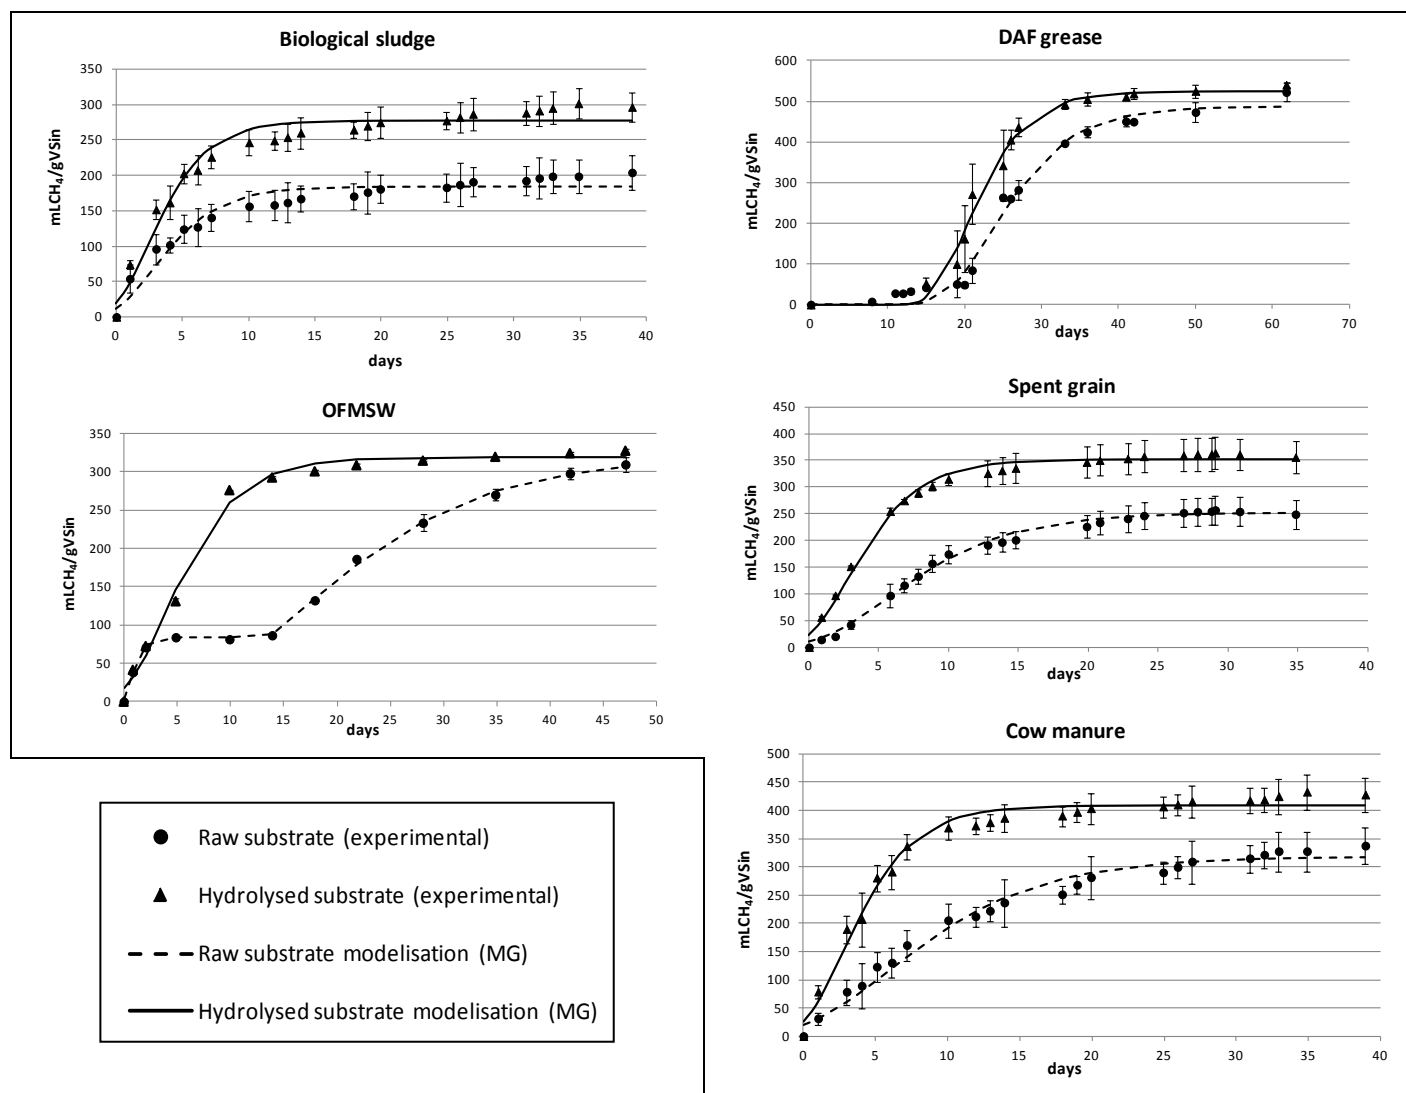 Biological sludge
mLCH4/gVSin
350
300
250
200
150
100
50
0
0 5 10 15 20 25 30 35 40
days
DAF grease
mLCH4/gVSin
600
500
400
300
200
100
0
0 10 20 30 40 50 60 70
days
OFMSW
mLCH4/gVSin
350
300
250
200
150
100
50
0
0 5 10 15 20 25 30 35 40 45 50
days
Spent grain
mLCH4/gVSin
450
400
350
300
250
200
150
100
50
0
0 5 10 15 20 25 30 35 40
days
Cow manure
mLCH4/gVSin
500
450
400
350
300
250
200
150
100
50
0
0 5 10 15 20 25 30 35 40
days
Raw substrate (experimental)
Hydrolysed substrate (experimental)
Raw substrate modelisation (MG)
Hydrolysed substrate modelisation (MG)